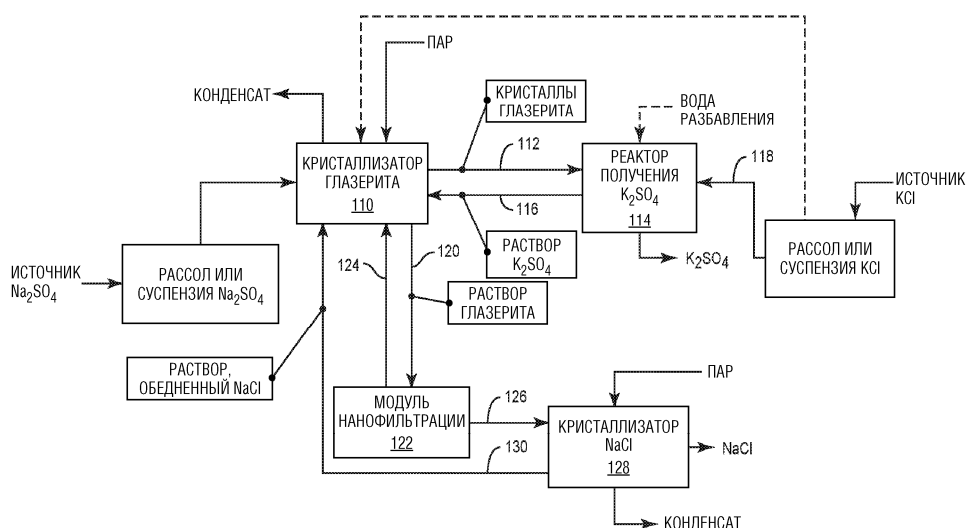 ПАР
КОНДЕНСАТ
КРИСТАЛЛЫ
ГЛАЗЕРИТА
ВОДА
РАЗБАВЛЕНИЯ
КРИСТАЛЛИЗАТОР
ГЛАЗЕРИТА
110
112
116
РЕАКТОР
ПОЛУЧЕНИЯ
K2SO4
114
118
ИСТОЧНИК
KCl
РАССОЛ ИЛИ
СУСПЕНЗИЯ KCl
K2SO4
РАСТВОР
K2SO4
ИСТОЧНИК
Na2SO4
РАССОЛ ИЛИ
СУСПЕНЗИЯ Na2SO4
124
120
РАСТВОР
ГЛАЗЕРИТА
РАСТВОР,
ОБЕДНЕННЫЙ NaCl
МОДУЛЬ
НАНОФИЛЬТРАЦИИ
122
126
130
ПАР
КРИСТАЛЛИЗАТОР
NaCl
128
NaCl
КОНДЕНСАТ